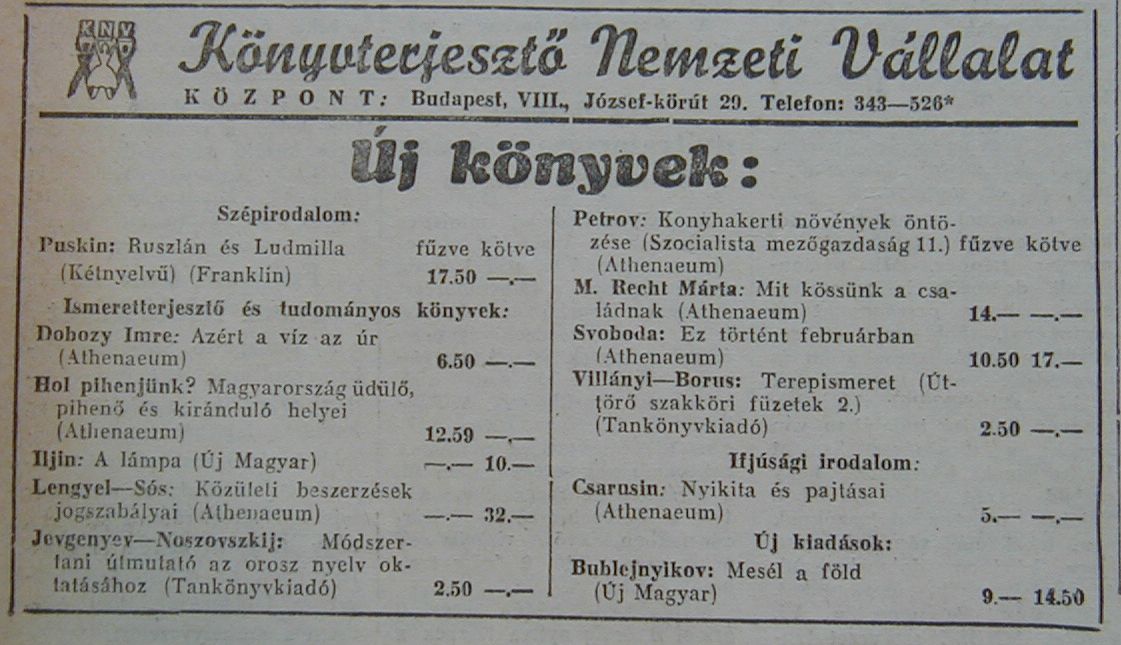 KNV
Könyvterjesztő Nemzeti Vállalat
KÖZPONT: Budapest, VIII., József-körút 29. Telefon: 343—526*
Új könyvek:
Szépirodalom:
Puskin: Ruszlán és Ludmilla fűzve kötve
(Kétnyelvű) (Franklin) 17.50 —.—
Ismeretterjesztő és tudományos könyvek:
Dobozy Imre: Azért a víz az úr
(Athenaeum) 6.50 —.—
Hol pihenjünk? Magyarország üdülő,
pihenő és kiránduló helyei
(Athenaeum) 12.59 —.—
Iljin: A lámpa (Új Magyar) —.— 10.—
Lengyel—Sós: Közületi beszerzések
jogszabályai (Athenaeum) —.— 32.—
Jevgenyev—Noszovszkij: Módszer-
tani útmutató az orosz nyelv ok-
tatásához (Tankönyvkiadó) 2.50 —.—
Petrov: Konyhakerti növények öntö-
zése (Szocialista mezőgazdaság 11.) fűzve kötve
(Athenaeum)
M. Recht Márta: Mit kössünk a csa-
ládnak (Athenaeum) 14.— —.—
Svoboda: Ez történt februárban
(Athenaeum) 10.50 17.—
Villányi—Borus: Terepismeret (Út-
törő szakköri füzetek 2.)
(Tankönyvkiadó) 2.50 —.—
Ifjúsági irodalom:
Csarusin: Nyikita és pajtásai
(Athenaeum) 5.— —.—
Új kiadások:
Bublejnyikov: Mesél a föld
(Új Magyar) 9.— 14.50